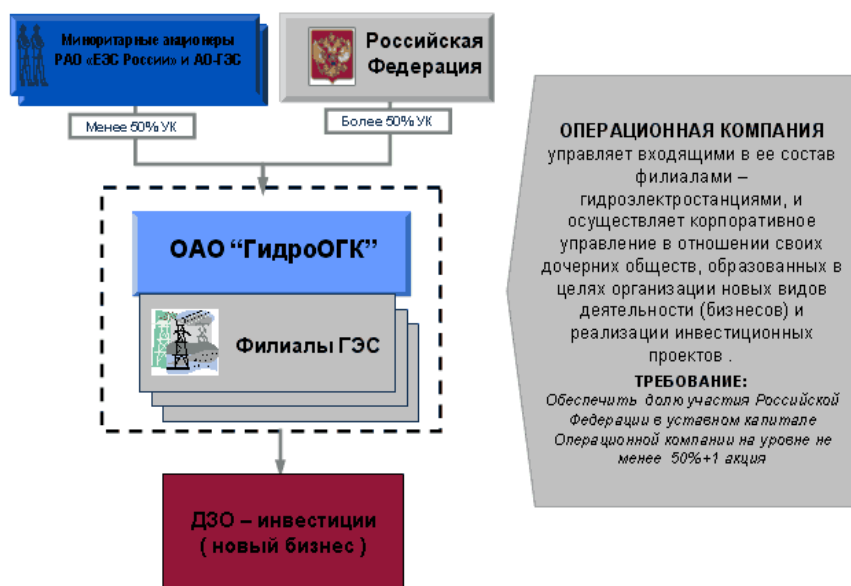 Миноритарные акционеры
РАО «ЕЭС России» и АО-ГЭС
Российская
Федерация
Менее 50% УК
Более 50% УК
ОАО “ГидроОГК”
Филиалы ГЭС
ДЗО – инвестиции
( новый бизнес )
ОПЕРАЦИОННАЯ КОМПАНИЯ
управляет входящими в ее состав
филиалами –
гидроэлектростанциями, и
осуществляет корпоративное
управление в отношении своих
дочерних обществ, образованных в
целях организации новых видов
деятельности (бизнесов) и
реализации инвестиционных
проектов .
ТРЕБОВАНИЕ:
Обеспечить долю участия Российской
Федерации в уставном капитале
Операционной компании на уровне не
менее 50%+1 акция